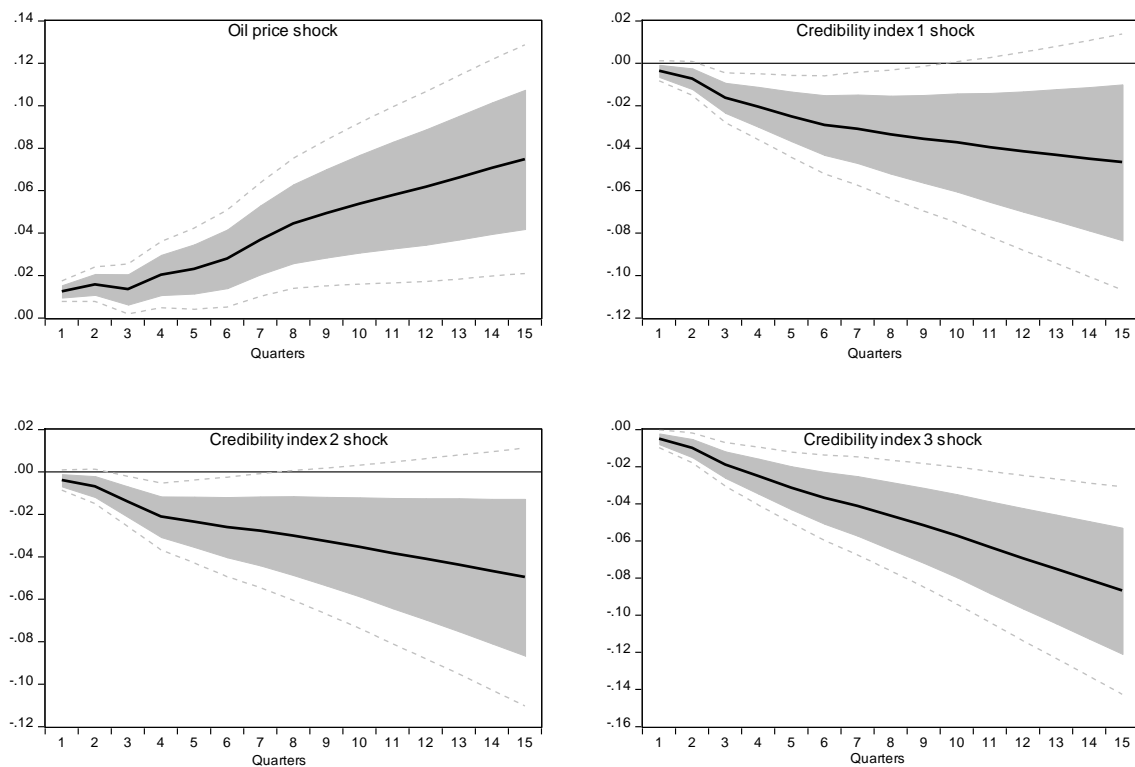 Oil price shock
.14
.12
.10
.08
.06
.04
.02
.00
1 2 3 4 5 6 7 8 9 10 11 12 13 14 15
Quarters
Credibility index 1 shock
.02
.00
-.02
-.04
-.06
-.08
-.10
-.12
1 2 3 4 5 6 7 8 9 10 11 12 13 14 15
Quarters
Credibility index 2 shock
.02
.00
-.02
-.04
-.06
-.08
-.10
-.12
1 2 3 4 5 6 7 8 9 10 11 12 13 14 15
Quarters
Credibility index 3 shock
.00
-.02
-.04
-.06
-.08
-.10
-.12
-.14
-.16
1 2 3 4 5 6 7 8 9 10 11 12 13 14 15
Quarters